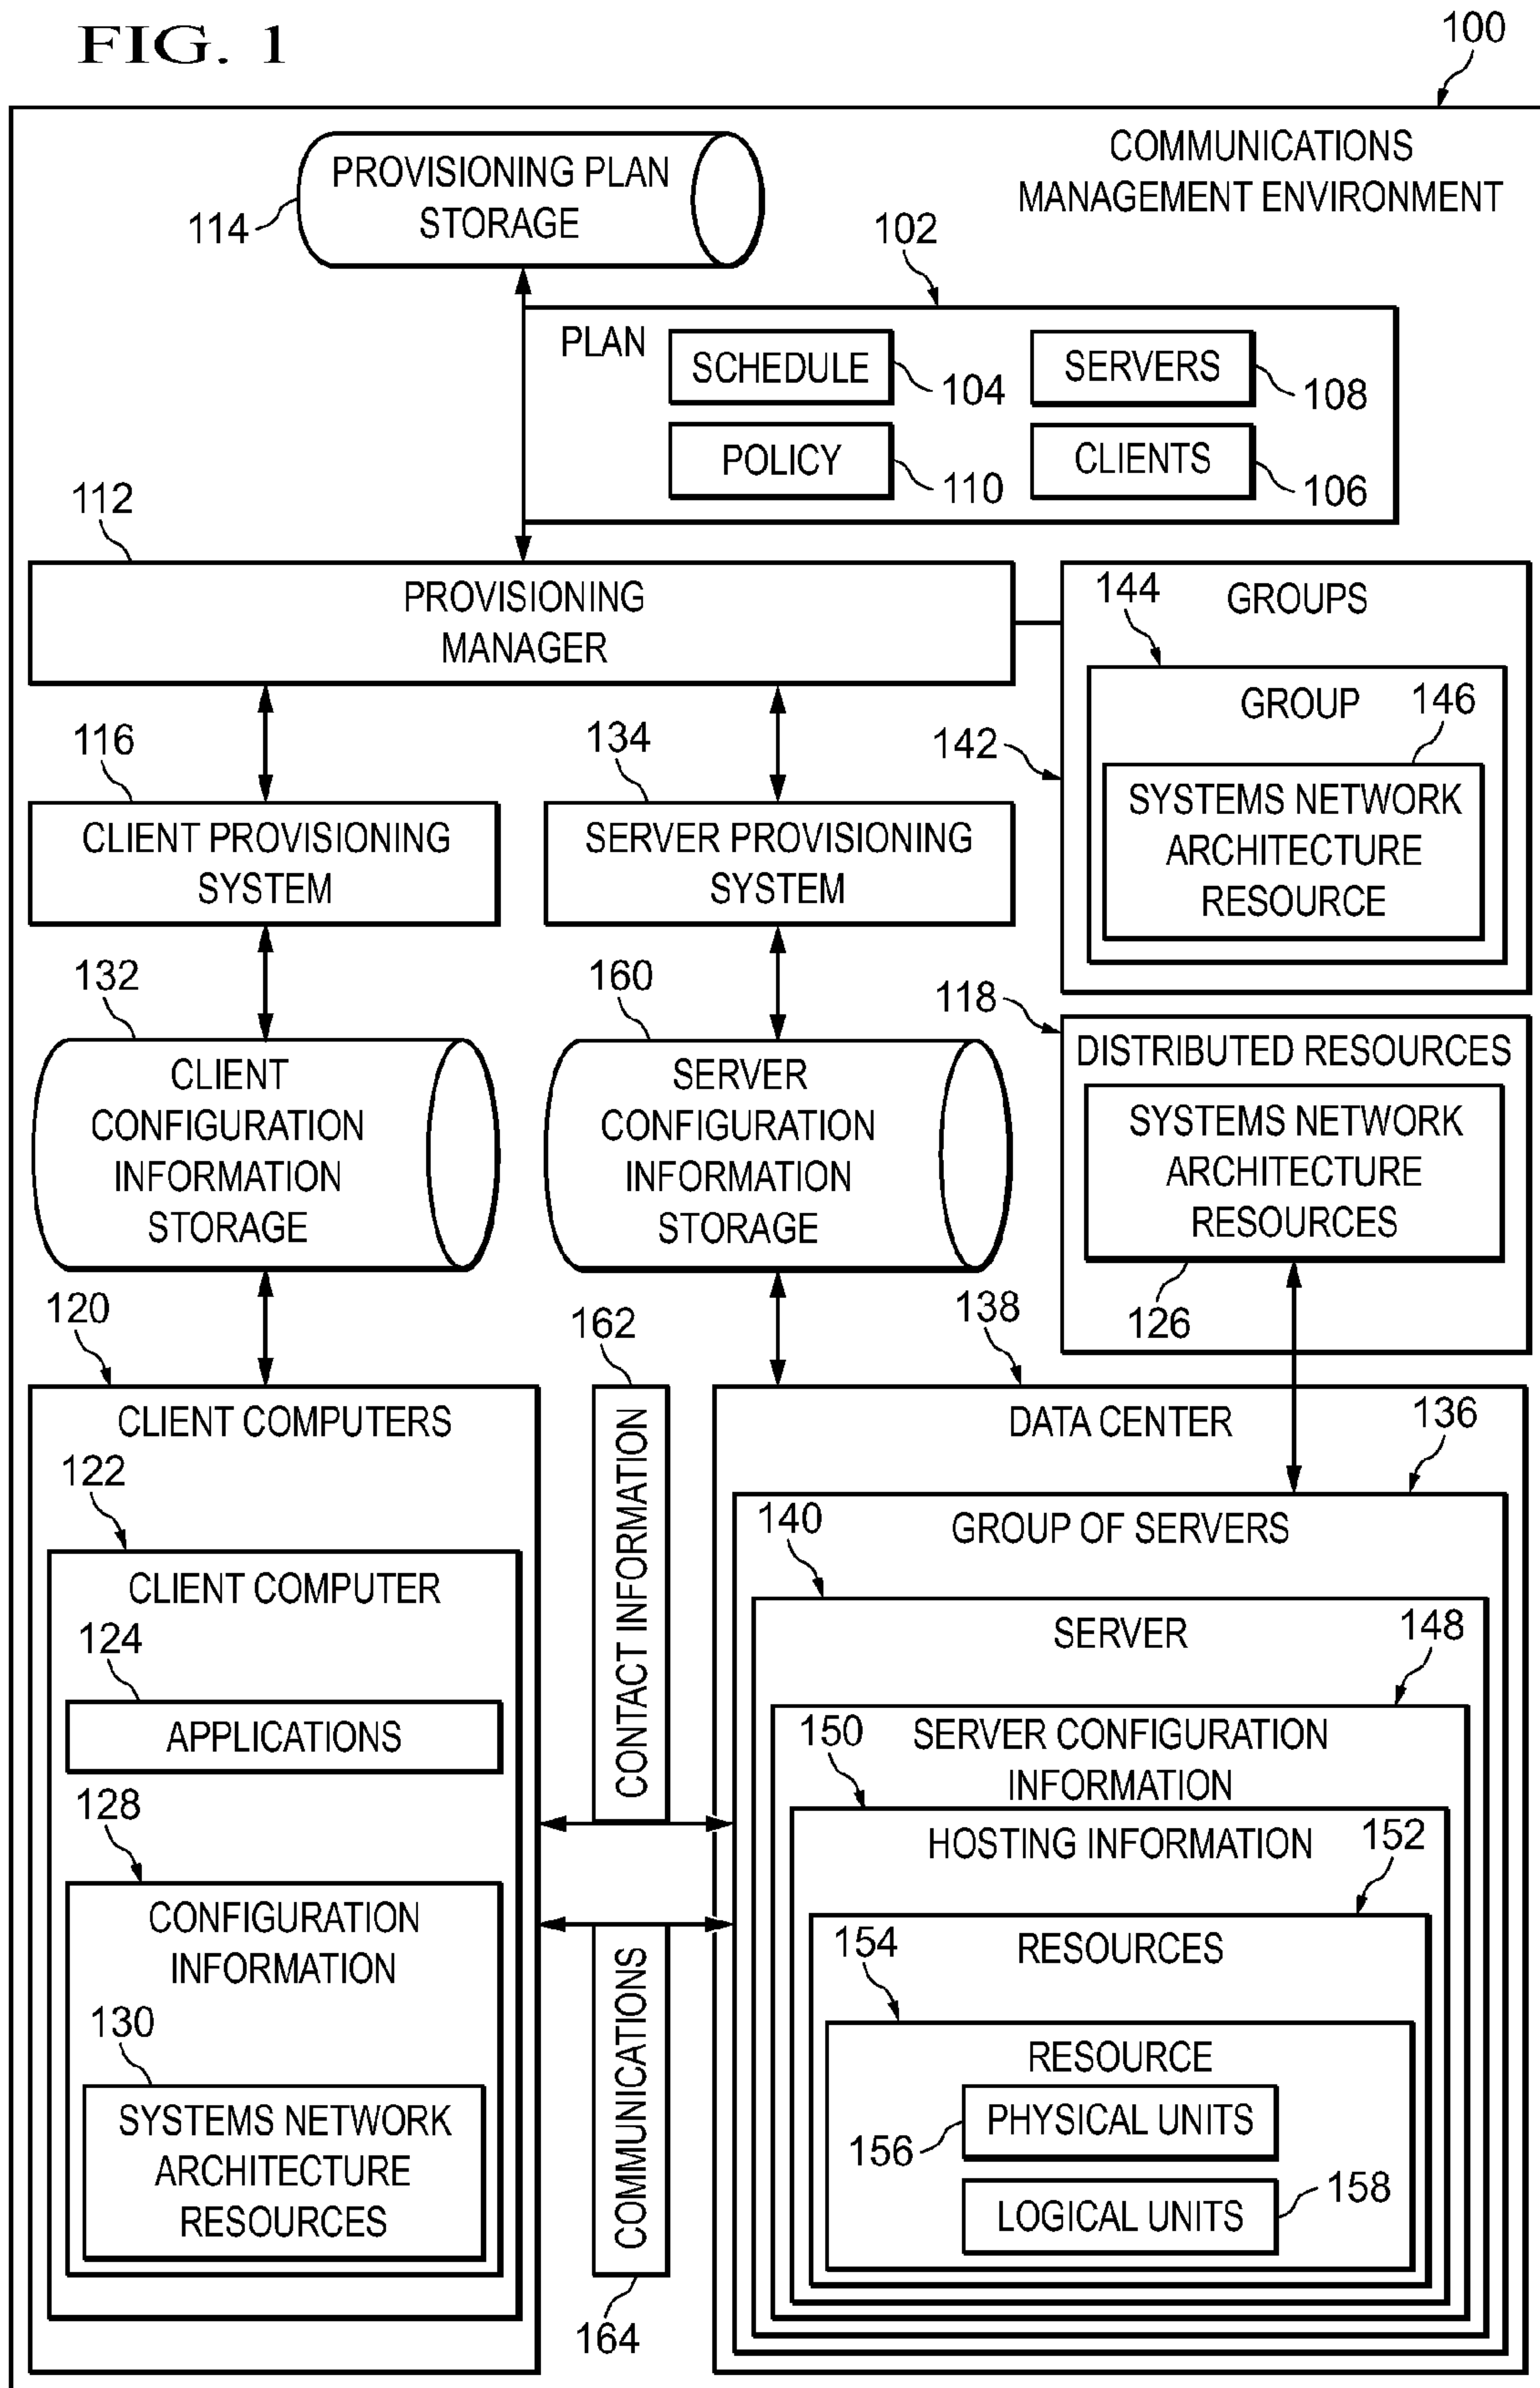 FIG. 1
100
COMMUNICATIONS
MANAGEMENT ENVIRONMENT
PROVISIONING PLAN
STORAGE
114
102
PLAN
SCHEDULE
104
SERVERS
108
POLICY
110
CLIENTS
106
112
PROVISIONING
MANAGER
GROUPS
144
GROUP
146
142
SYSTEMS NETWORK
ARCHITECTURE
RESOURCE
116
CLIENT PROVISIONING
SYSTEM
134
SERVER PROVISIONING
SYSTEM
132
CLIENT
CONFIGURATION
INFORMATION
STORAGE
160
SERVER
CONFIGURATION
INFORMATION
STORAGE
118
DISTRIBUTED RESOURCES
SYSTEMS NETWORK
ARCHITECTURE
RESOURCES
126
120
CLIENT COMPUTERS
122
CLIENT COMPUTER
124
APPLICATIONS
128
CONFIGURATION
INFORMATION
130
SYSTEMS NETWORK
ARCHITECTURE
RESOURCES
162
CONTACT INFORMATION
COMMUNICATIONS
164
138
DATA CENTER
136
GROUP OF SERVERS
140
SERVER
148
SERVER CONFIGURATION
INFORMATION
150
HOSTING INFORMATION
152
RESOURCES
154
RESOURCE
PHYSICAL UNITS
156
LOGICAL UNITS
158